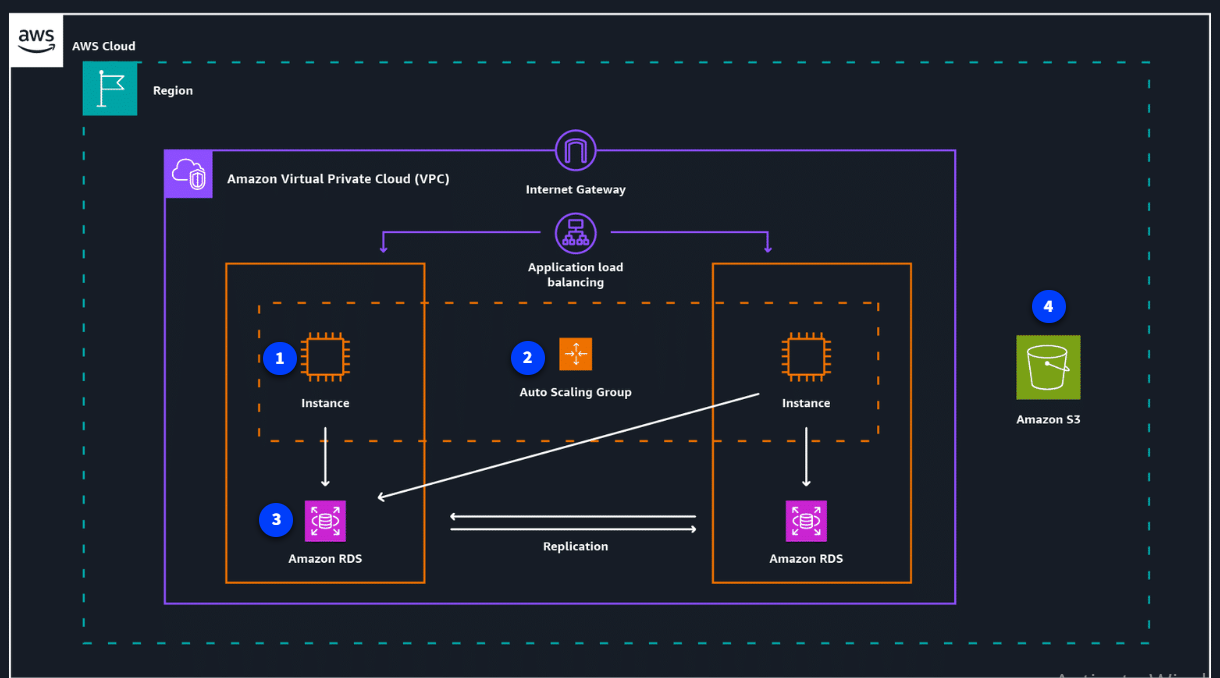 aws
AWS Cloud
Region
Amazon Virtual Private Cloud (VPC)
Internet Gateway
Application load
balancing
1
Instance
2
Auto Scaling Group
Instance
4
Amazon S3
3
Amazon RDS
Replication
Amazon RDS